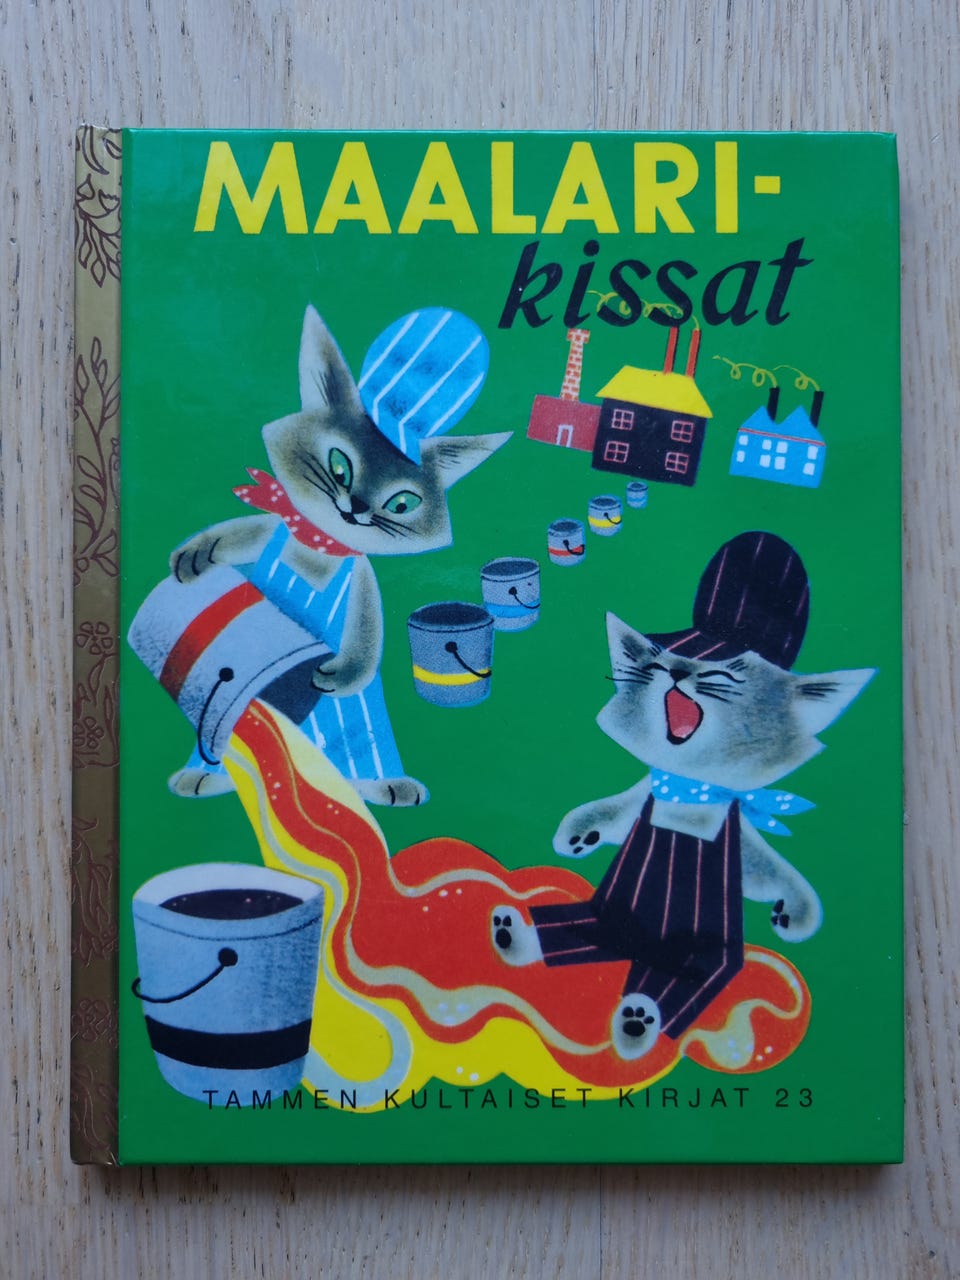 MAALARI-
kissat
TAMMEN KULTAISET KIRJAT 23